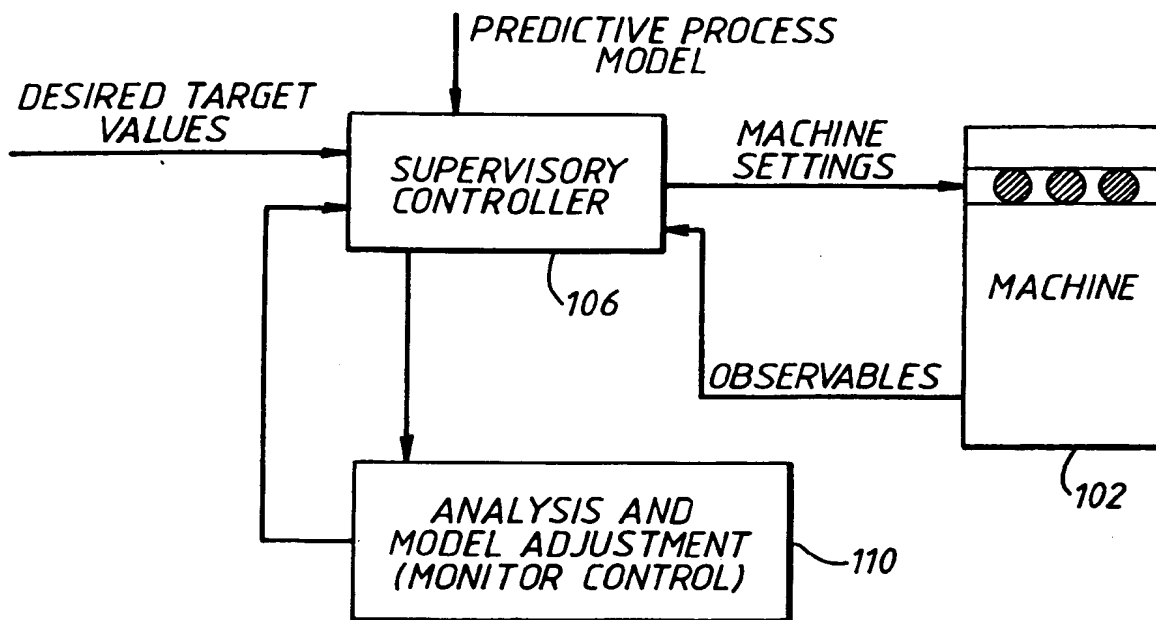 PREDICTIVE PROCESS
MODEL
DESIRED TARGET
VALUES
SUPERVISORY
CONTROLLER
MACHINE
SETTINGS
106
MACHINE
OBSERVABLES
102
ANALYSIS AND
MODEL ADJUSTMENT
(MONITOR CONTROL)
110